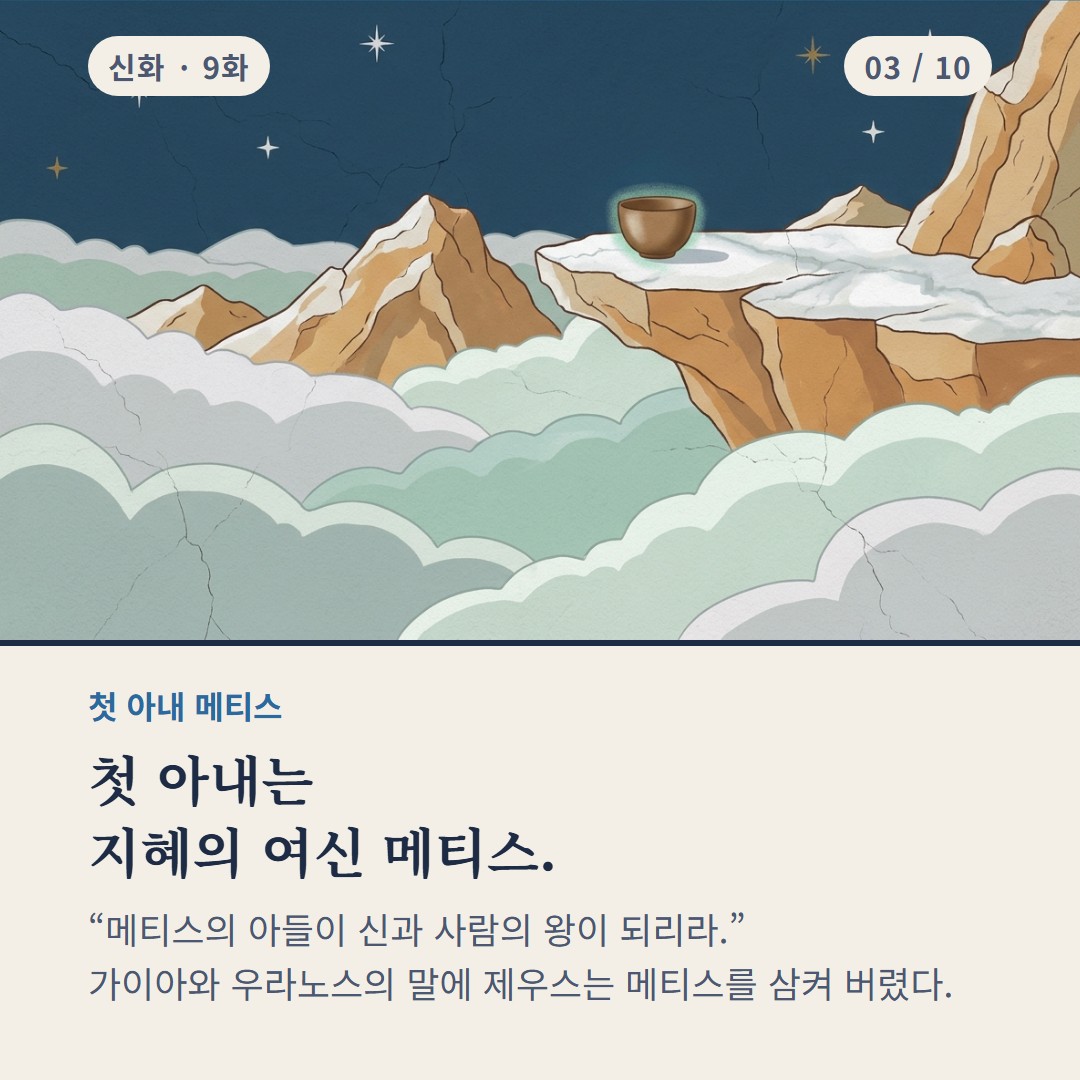 신화 · 9화
03 / 10
첫 아내 메티스
첫 아내는
지혜의 여신 메티스.
“메티스의 아들이 신과 사람의 왕이 되리라.”
가이아와 우라노스의 말에 제우스는 메티스를 삼켜 버렸다.